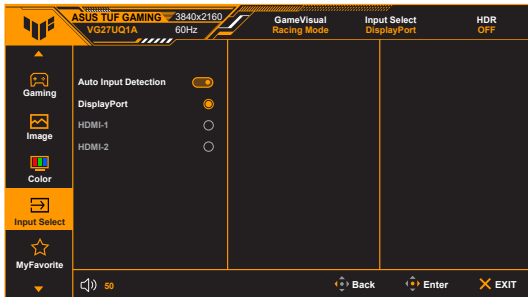 ASUS TUF GAMING 3840x2160
VG27UQ1A 60Hz
GameVisual
Racing Mode
Input Select
DisplayPort
HDR
OFF
Gaming
Image
Color
Input Select
MyFavorite
Auto Input Detection
DisplayPort
HDMI-1
HDMI-2
50
Back
Enter
EXIT